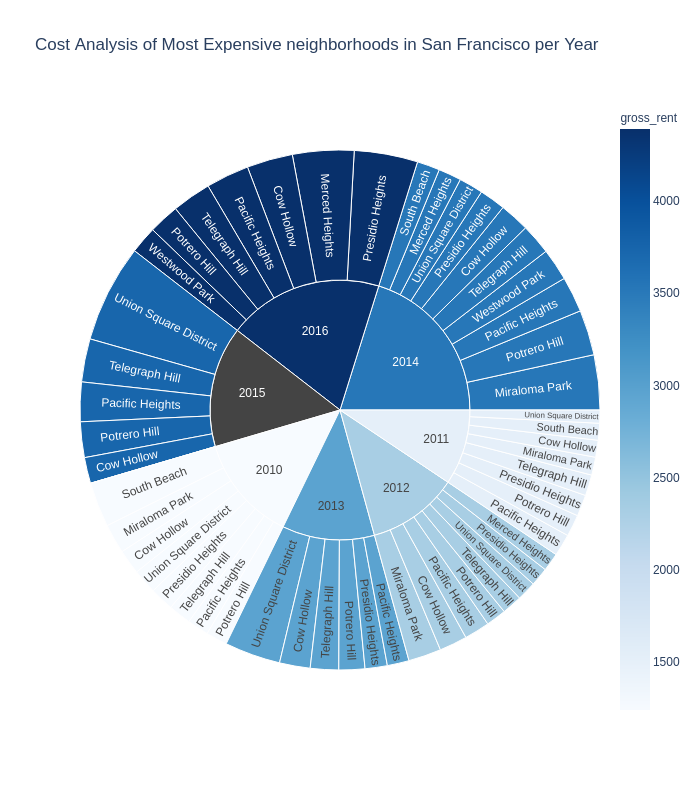 Cost Analysis of Most Expensive neighborhoods in San Francisco per Year
gross_rent
4000
3500
3000
2500
2000
1500
2016
Presidio Heights
Merced Heights
Cow Hollow
Pacific Heights
Telegraph Hill
Potrero Hill
Westwood Park
2014
South Beach
Merced Heights
Union Square District
Presidio Heights
Cow Hollow
Telegraph Hill
Westwood Park
Pacific Heights
Potrero Hill
Miraloma Park
2015
Union Square District
Telegraph Hill
Pacific Heights
Potrero Hill
Cow Hollow
2011
Union Square District
South Beach
Cow Hollow
Miraloma Park
Telegraph Hill
Presidio Heights
Potrero Hill
Pacific Heights
2010
South Beach
Miraloma Park
Cow Hollow
Union Square District
Presidio Heights
Telegraph Hill
Pacific Heights
Potrero Hill
2012
Merced Heights
Presidio Heights
Union Square District
Telegraph Hill
Potrero Hill
Pacific Heights
Cow Hollow
Miraloma Park
2013
Union Square District
Cow Hollow
Telegraph Hill
Potrero Hill
Presidio Heights
Pacific Heights